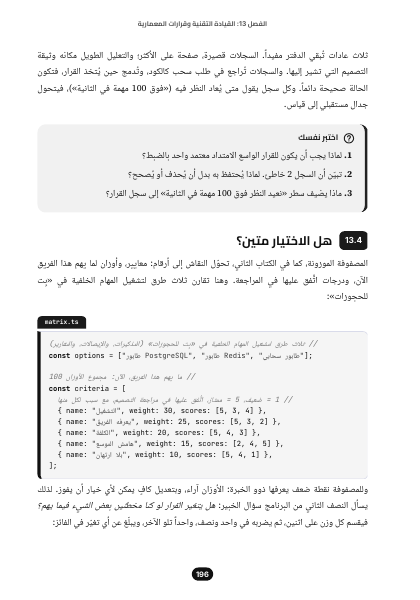 الفصل 13: القيادة التقنية وقرارات المعمارية
ثلاث عادات تُبقي الدفتر مفيداً. السجلات قصيرة، صفحة على الأكثر؛ والتعليل الطويل مكانه وثيقة
التصميم التي تشير إليها. والسجلات تُراجع في طلب سحب كالكود، وتُدمج حين يُتخذ القرار، فتكون
الحالة صحيحة دائماً. وكل سجل يقول متى يُعاد النظر فيه («فوق 100 مهمة في الثانية»)، فيتحول
جدال مستقبلي إلى قياس.
اختبر نفسك
1. لماذا يجب أن يكون للقرار الواسع الامتداد معتمد واحد بالضبط؟
2. تبيّن أن السجل 2 خاطئ. لماذا يُحتفظ به بدل أن يُحذف أو يُصحح؟
3. ماذا يضيف سطر «نعيد النظر فوق 100 مهمة في الثانية» إلى سجل القرار؟
13.4 هل الاختيار متين؟
المصفوفة الموزونة، كما في الكتاب الثاني، تحوّل النقاش إلى أرقام: معايير، وأوزان لما يهم هذا الفريق
الآن، ودرجات اتُّفق عليها في المراجعة. وهنا تقارن ثلاث طرق لتشغيل المهام الخلفية في «بِت
للحجوزات»:
matrix.ts
// ثلاث طرق لتشغيل المهام الخلفية في «بِت للحجوزات» (التذكيرات، والإيصالات، والتقارير)
const options = ["طابور PostgreSQL", "طابور Redis", "طابور سحابي"];
// ما يهم هذا الفريق، الآن: مجموع الأوزان 100
const criteria = [
// 1 = ضعيف، 5 = ممتاز، اتُّفق عليها في مراجعة التصميم، مع سبب لكل منها
{ name: "التشغيل", weight: 30, scores: [5, 3, 4] },
{ name: "يعرفه الفريق", weight: 25, scores: [5, 3, 2] },
{ name: "الكلفة", weight: 20, scores: [5, 4, 3] },
{ name: "هامش التوسع", weight: 15, scores: [2, 4, 5] },
{ name: "بلا ارتهان", weight: 10, scores: [5, 4, 1] },
];
وللمصفوفة نقطة ضعف يعرفها ذوو الخبرة: الأوزان آراء، وبتعديل كافٍ يمكن لأي خيار أن يفوز. لذلك
يسأل النصف الثاني من البرنامج سؤال الخبير: هل يتغير القرار لو كنا مخطئين بعض الشيء فيما يهم؟
فيقسم كل وزن على اثنين، ثم يضربه في واحد ونصف، واحداً تلو الآخر، ويبلّغ عن أي تغيّر في الفائز:
196